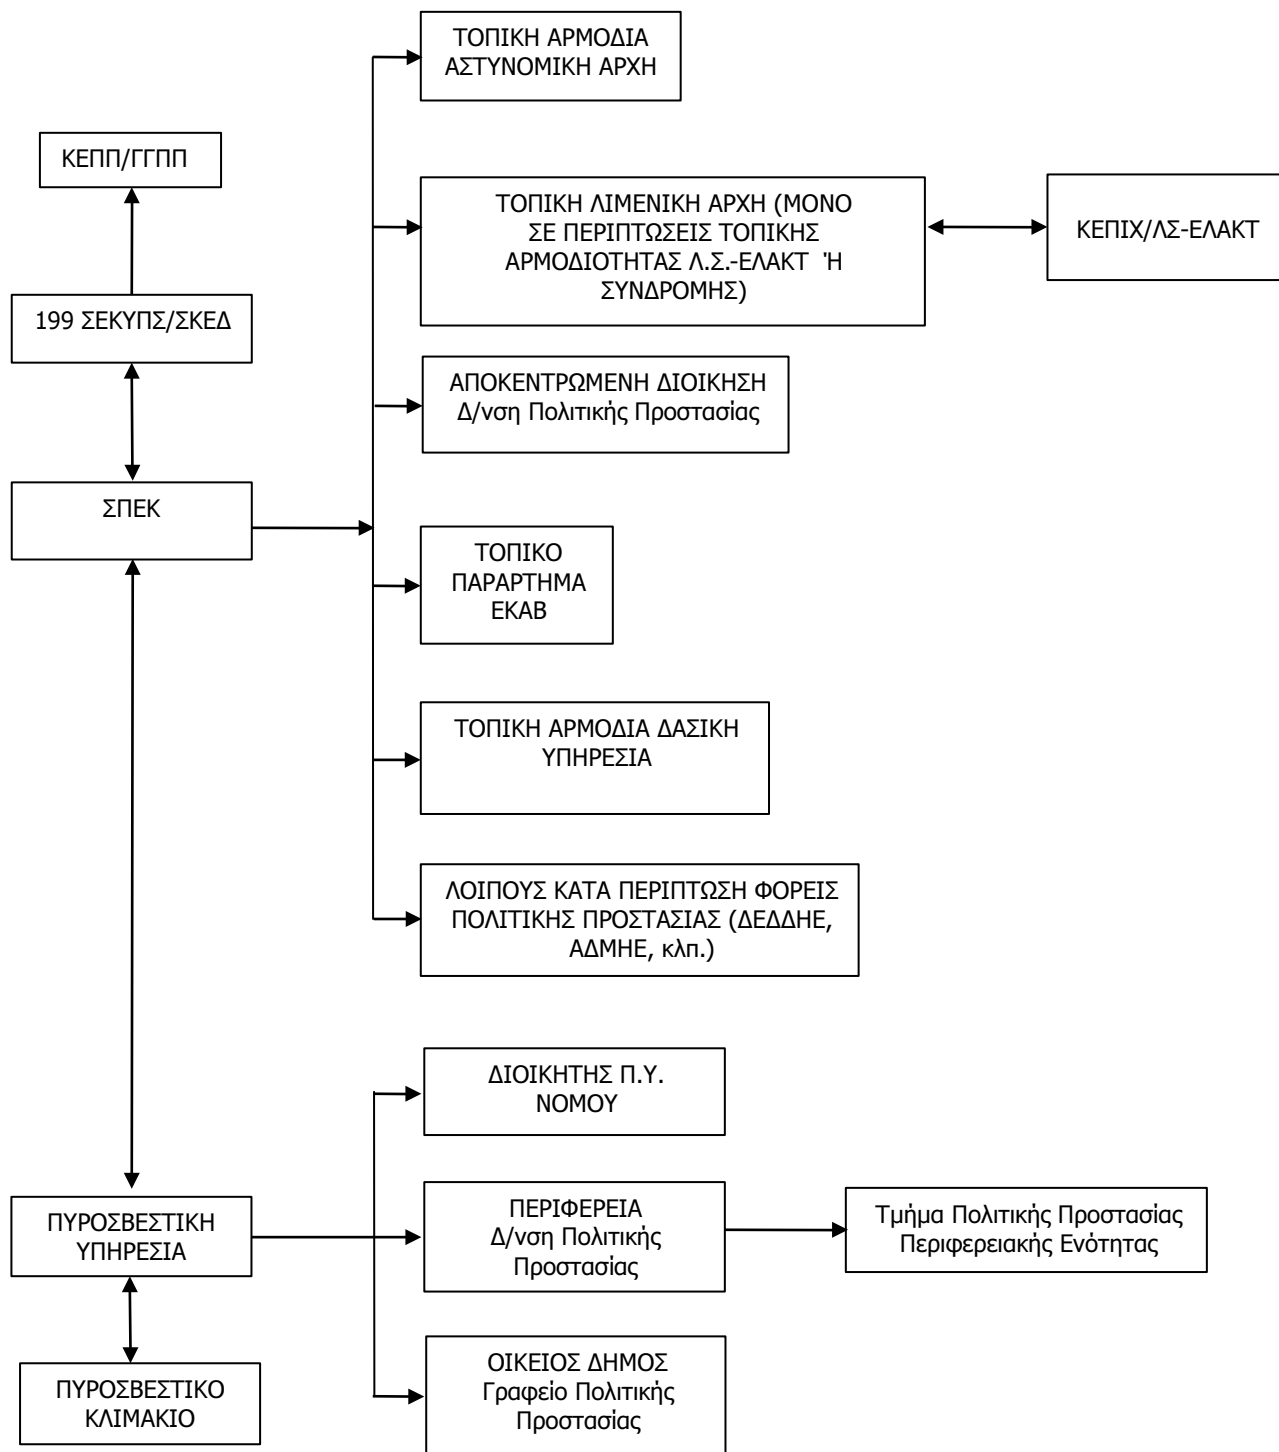 ΤΟΠΙΚΗ ΑΡΜΟΔΙΑ
ΑΣΤΥΝΟΜΙΚΗ ΑΡΧΗ
ΚΕΠΠ/ΓΓΠΠ
ΤΟΠΙΚΗ ΛΙΜΕΝΙΚΗ ΑΡΧΗ (ΜΟΝΟ
ΣΕ ΠΕΡΙΠΤΩΣΕΙΣ ΤΟΠΙΚΗΣ
ΑΡΜΟΔΙΟΤΗΤΑΣ Λ.Σ.-ΕΛΑΚΤ Ή
ΣΥΝΔΡΟΜΗΣ)
ΚΕΠΙΧ/ΛΣ-ΕΛΑΚΤ
199 ΣΕΚΥΠΣ/ΣΚΕΔ
ΑΠΟΚΕΝΤΡΩΜΕΝΗ ΔΙΟΙΚΗΣΗ
Δ/νση Πολιτικής Προστασίας
ΣΠΕΚ
ΤΟΠΙΚΟ
ΠΑΡΑΡΤΗΜΑ
ΕΚΑΒ
ΤΟΠΙΚΗ ΑΡΜΟΔΙΑ ΔΑΣΙΚΗ
ΥΠΗΡΕΣΙΑ
ΛΟΙΠΟΥΣ ΚΑΤΑ ΠΕΡΙΠΤΩΣΗ ΦΟΡΕΙΣ
ΠΟΛΙΤΙΚΗΣ ΠΡΟΣΤΑΣΙΑΣ (ΔΕΔΔΗΕ,
ΑΔΜΗΕ, κλπ.)
ΔΙΟΙΚΗΤΗΣ Π.Υ.
ΝΟΜΟΥ
ΠΥΡΟΣΒΕΣΤΙΚΗ
ΥΠΗΡΕΣΙΑ
ΠΕΡΙΦΕΡΕΙΑ
Δ/νση Πολιτικής
Προστασίας
Τμήμα Πολιτικής Προστασίας
Περιφερειακής Ενότητας
ΠΥΡΟΣΒΕΣΤΙΚΟ
ΚΛΙΜΑΚΙΟ
ΟΙΚΕΙΟΣ ΔΗΜΟΣ
Γραφείο Πολιτικής
Προστασίας